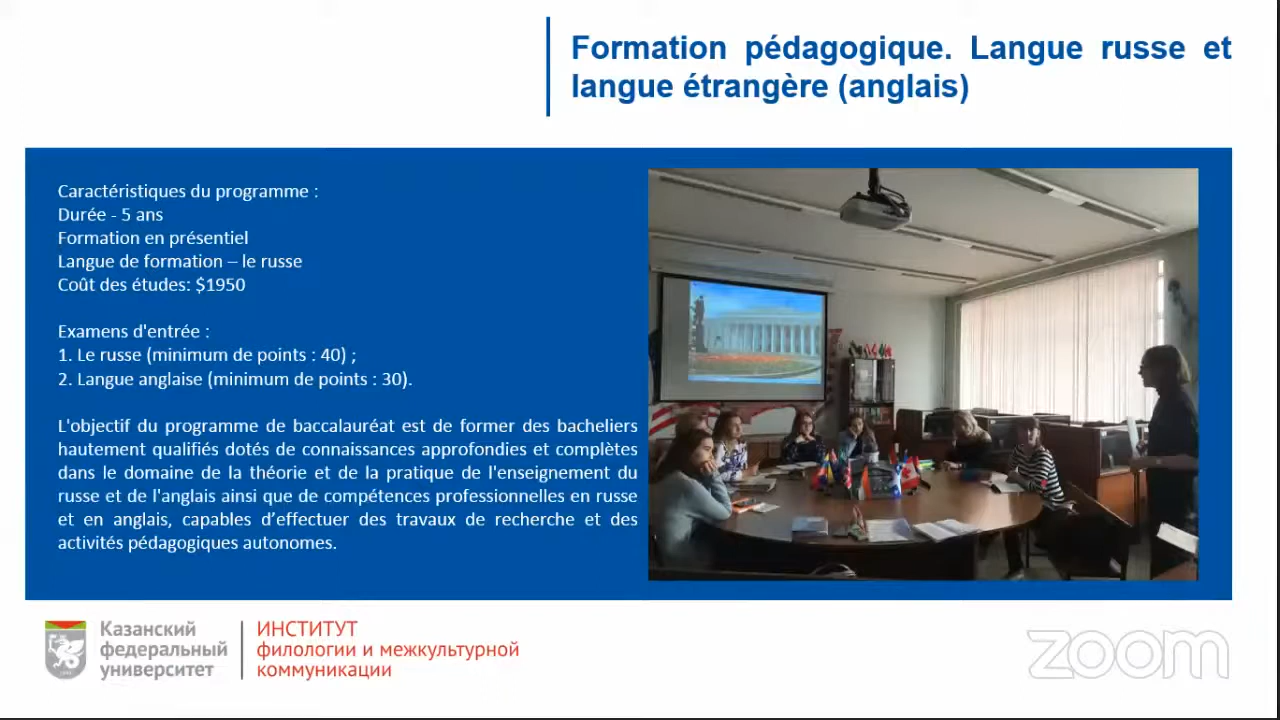 Formation pédagogique. Langue russe et
langue étrangère (anglais)
Caractéristiques du programme :
Durée - 5 ans
Formation en présentiel
Langue de formation – le russe
Coût des études: $1950
Examens d'entrée :
1. Le russe (minimum de points : 40) ;
2. Langue anglaise (minimum de points : 30).
L'objectif du programme de baccalauréat est de former des bacheliers
hautement qualifiés dotés de connaissances approfondies et complètes
dans le domaine de la théorie et de la pratique de l'enseignement du
russe et de l'anglais ainsi que de compétences professionnelles en russe
et en anglais, capables d’effectuer des travaux de recherche et des
activités pédagogiques autonomes.
Казанский
федеральный
университет
ИНСТИТУТ
филологии и межкультурной
коммуникации
zoom